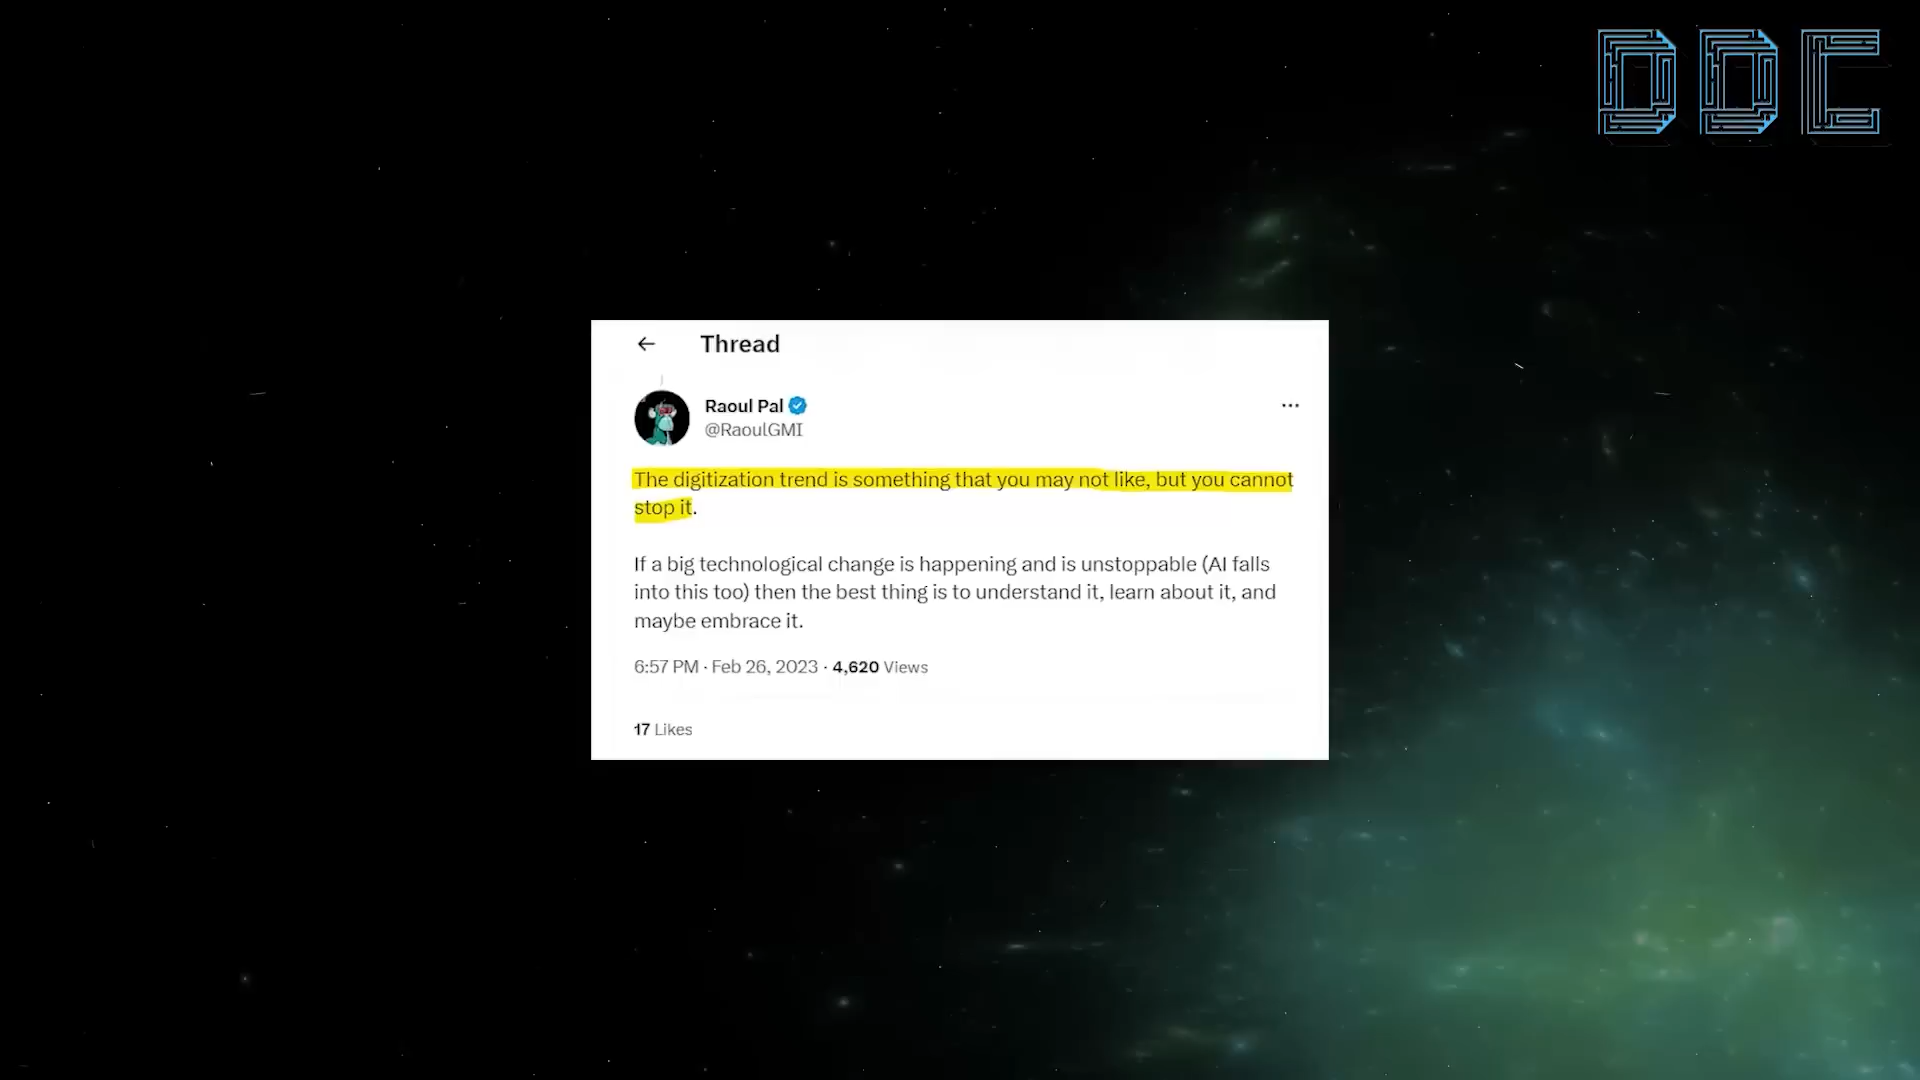 DDC
Thread
Raoul Pal
@RaoulGMI
The digitization trend is something that you may not like, but you cannot
stop it.
If a big technological change is happening and is unstoppable (AI falls
into this too) then the best thing is to understand it, learn about it, and
maybe embrace it.
6:57 PM · Feb 26, 2023 · 4,620 Views
17 Likes